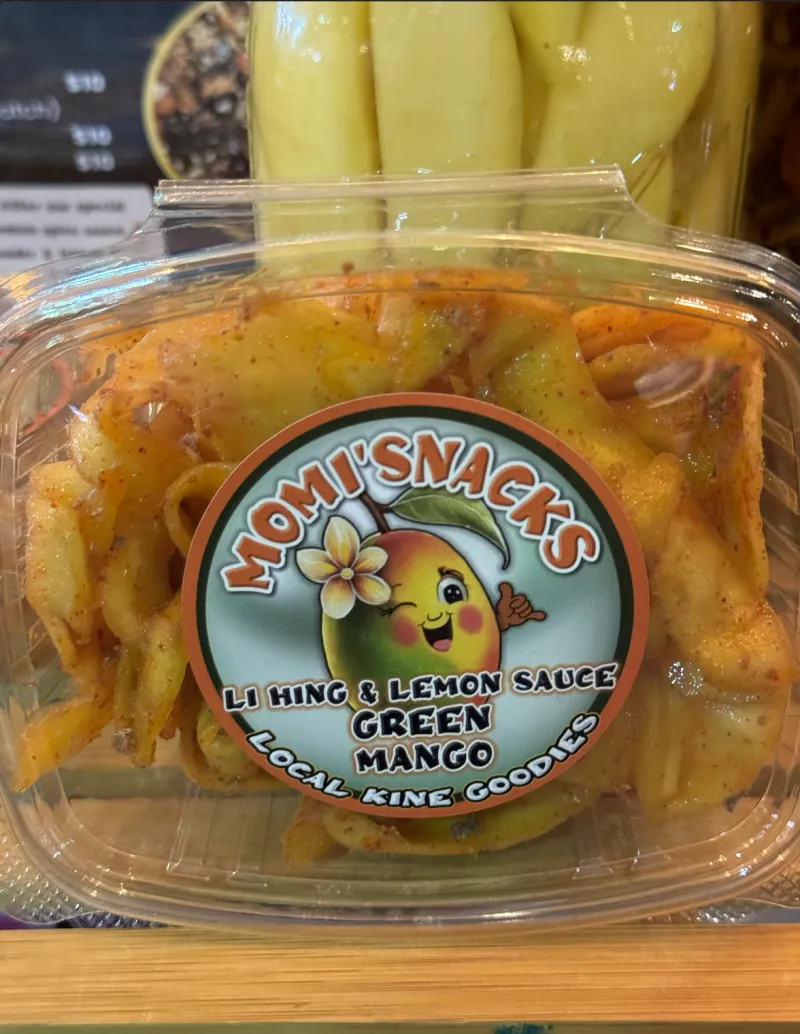 $10
$10
$10
MOMI'SNACKS
LI HING & LEMON SAUCE
GREEN
MANGO
LOCAL KINE GOODIES